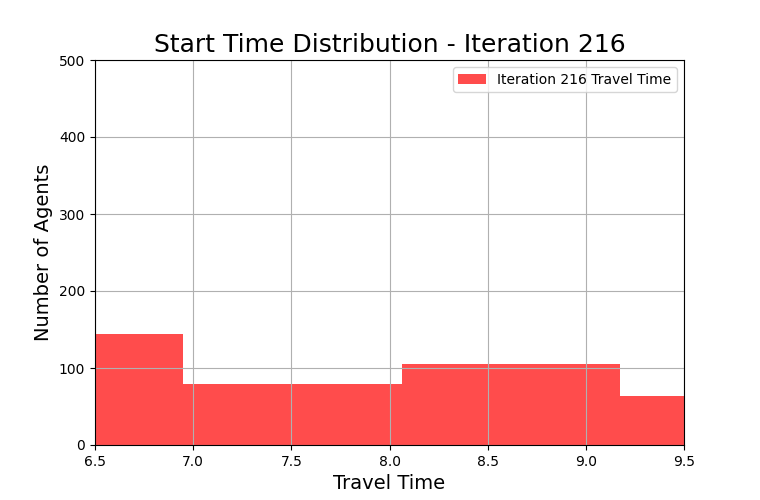 Start Time Distribution - Iteration 216
Iteration 216 Travel Time
Number of Agents
500
400
300
200
100
0
6.5 7.0 7.5 8.0 8.5 9.0 9.5
Travel Time